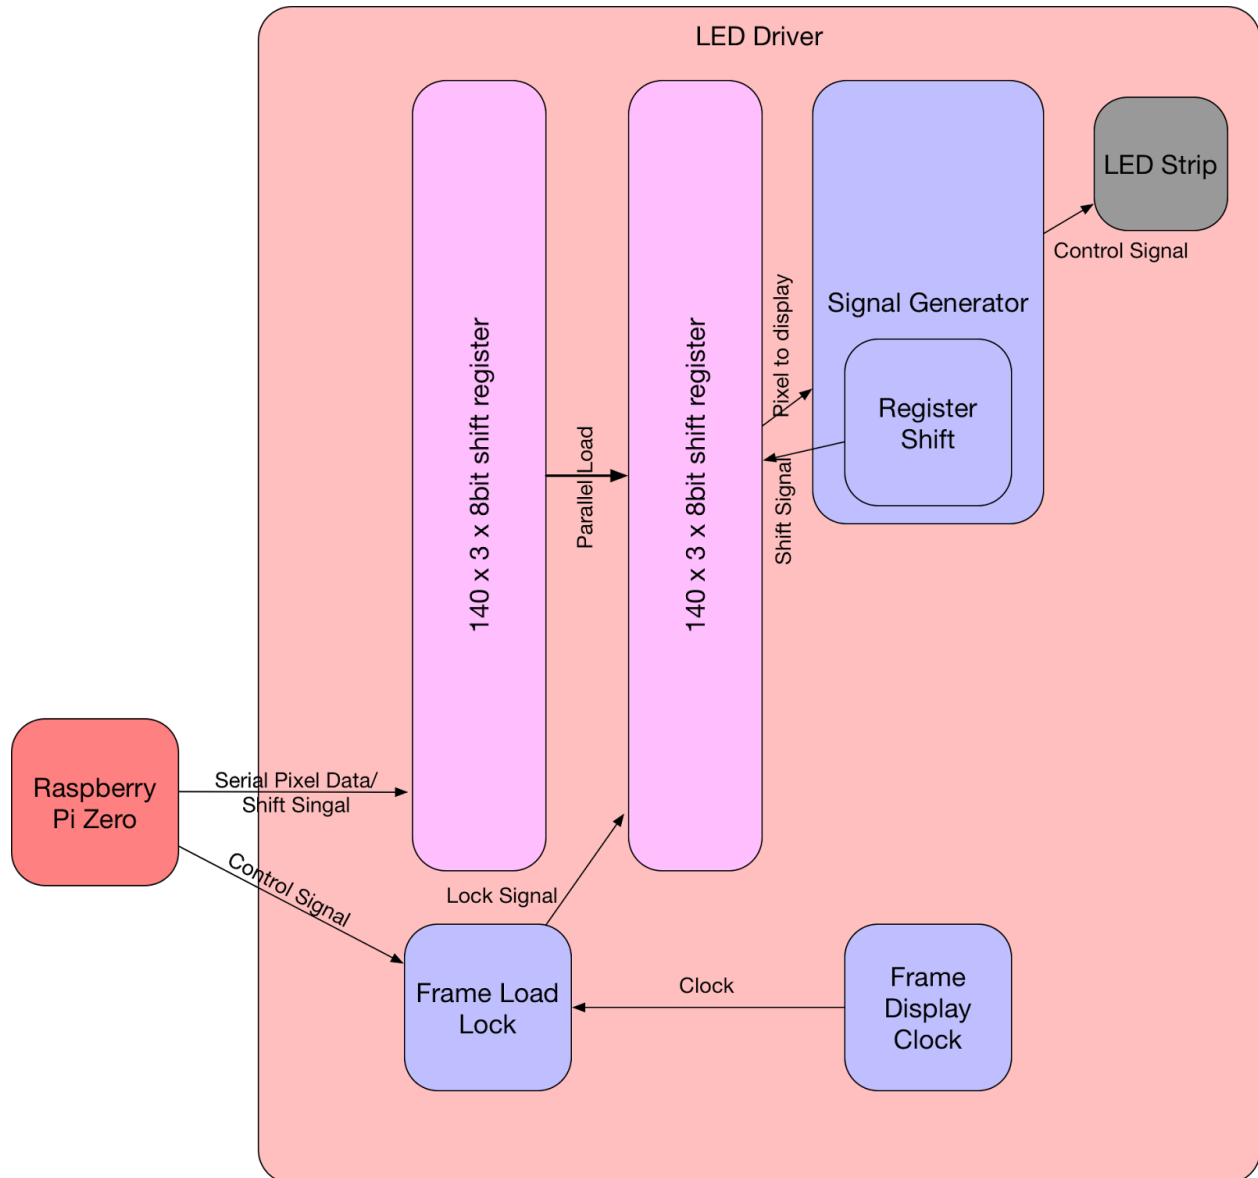 LED Driver
140 x 3 x 8bit shift register
Parallel Load
140 x 3 x 8bit shift register
Pixel to display
Shift Signal
Signal Generator
Register
Shift
LED Strip
Control Signal
Raspberry
Pi Zero
Serial Pixel Data/
Shift Singal
Control Signal
Lock Signal
Frame Load
Lock
Clock
Frame
Display
Clock